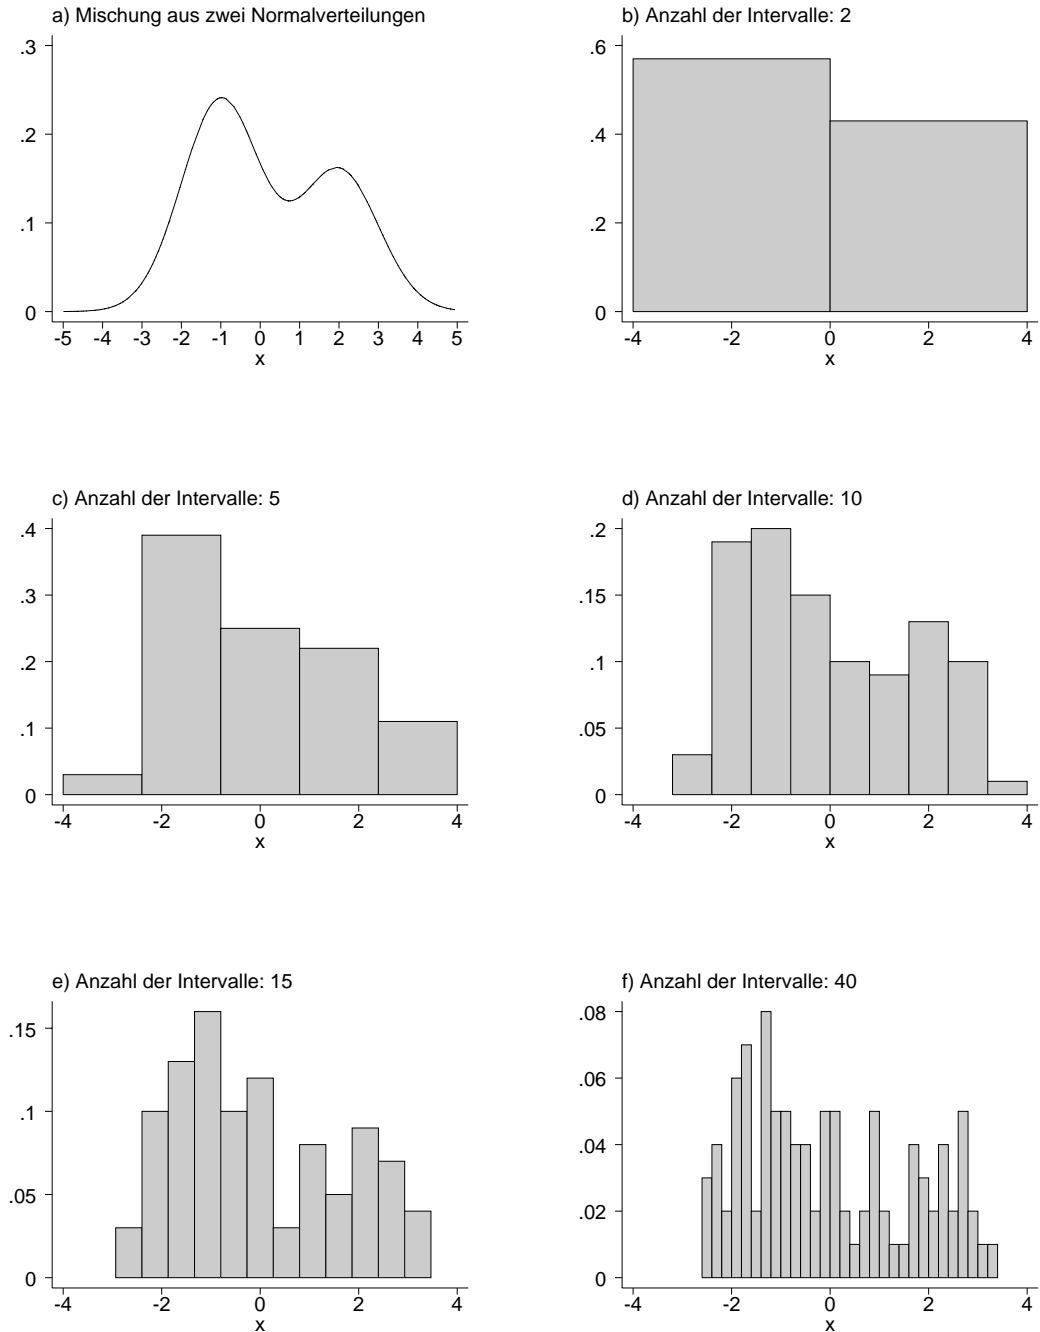 a) Mischung aus zwei Normalverteilungen
.3
.2
.1
0
-5 -4 -3 -2 -1 0 1 2 3 4 5
x
b) Anzahl der Intervalle: 2
.6
.4
.2
0
-4 -2 0 2 4
x
c) Anzahl der Intervalle: 5
.4
.3
.2
.1
0
-4 -2 0 2 4
x
d) Anzahl der Intervalle: 10
.2
.15
.1
.05
0
-4 -2 0 2 4
x
e) Anzahl der Intervalle: 15
.15
.1
.05
0
-4 -2 0 2 4
x
f) Anzahl der Intervalle: 40
.08
.06
.04
.02
0
-4 -2 0 2 4
x